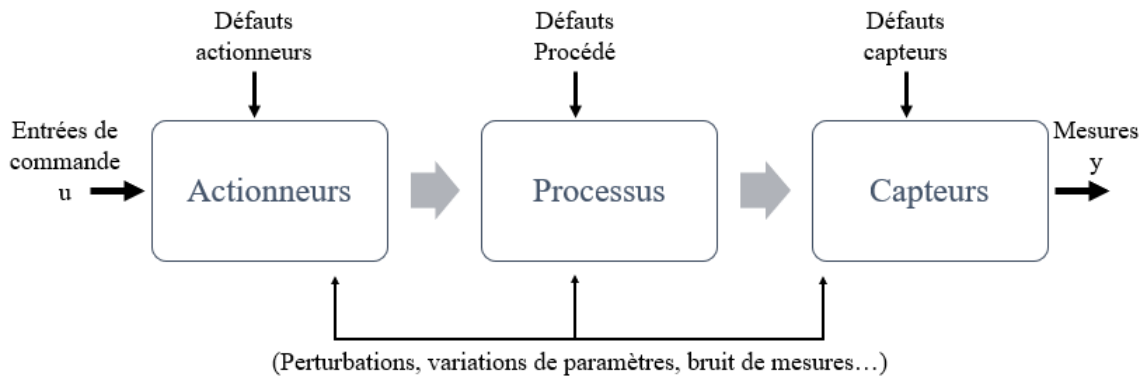 Défauts
actionneurs
Défauts
Procédé
Défauts
capteurs
Entrées de
commande
u
Actionneurs
Processus
Capteurs
Mesures
y
(Perturbations, variations de paramètres, bruit de mesures…)